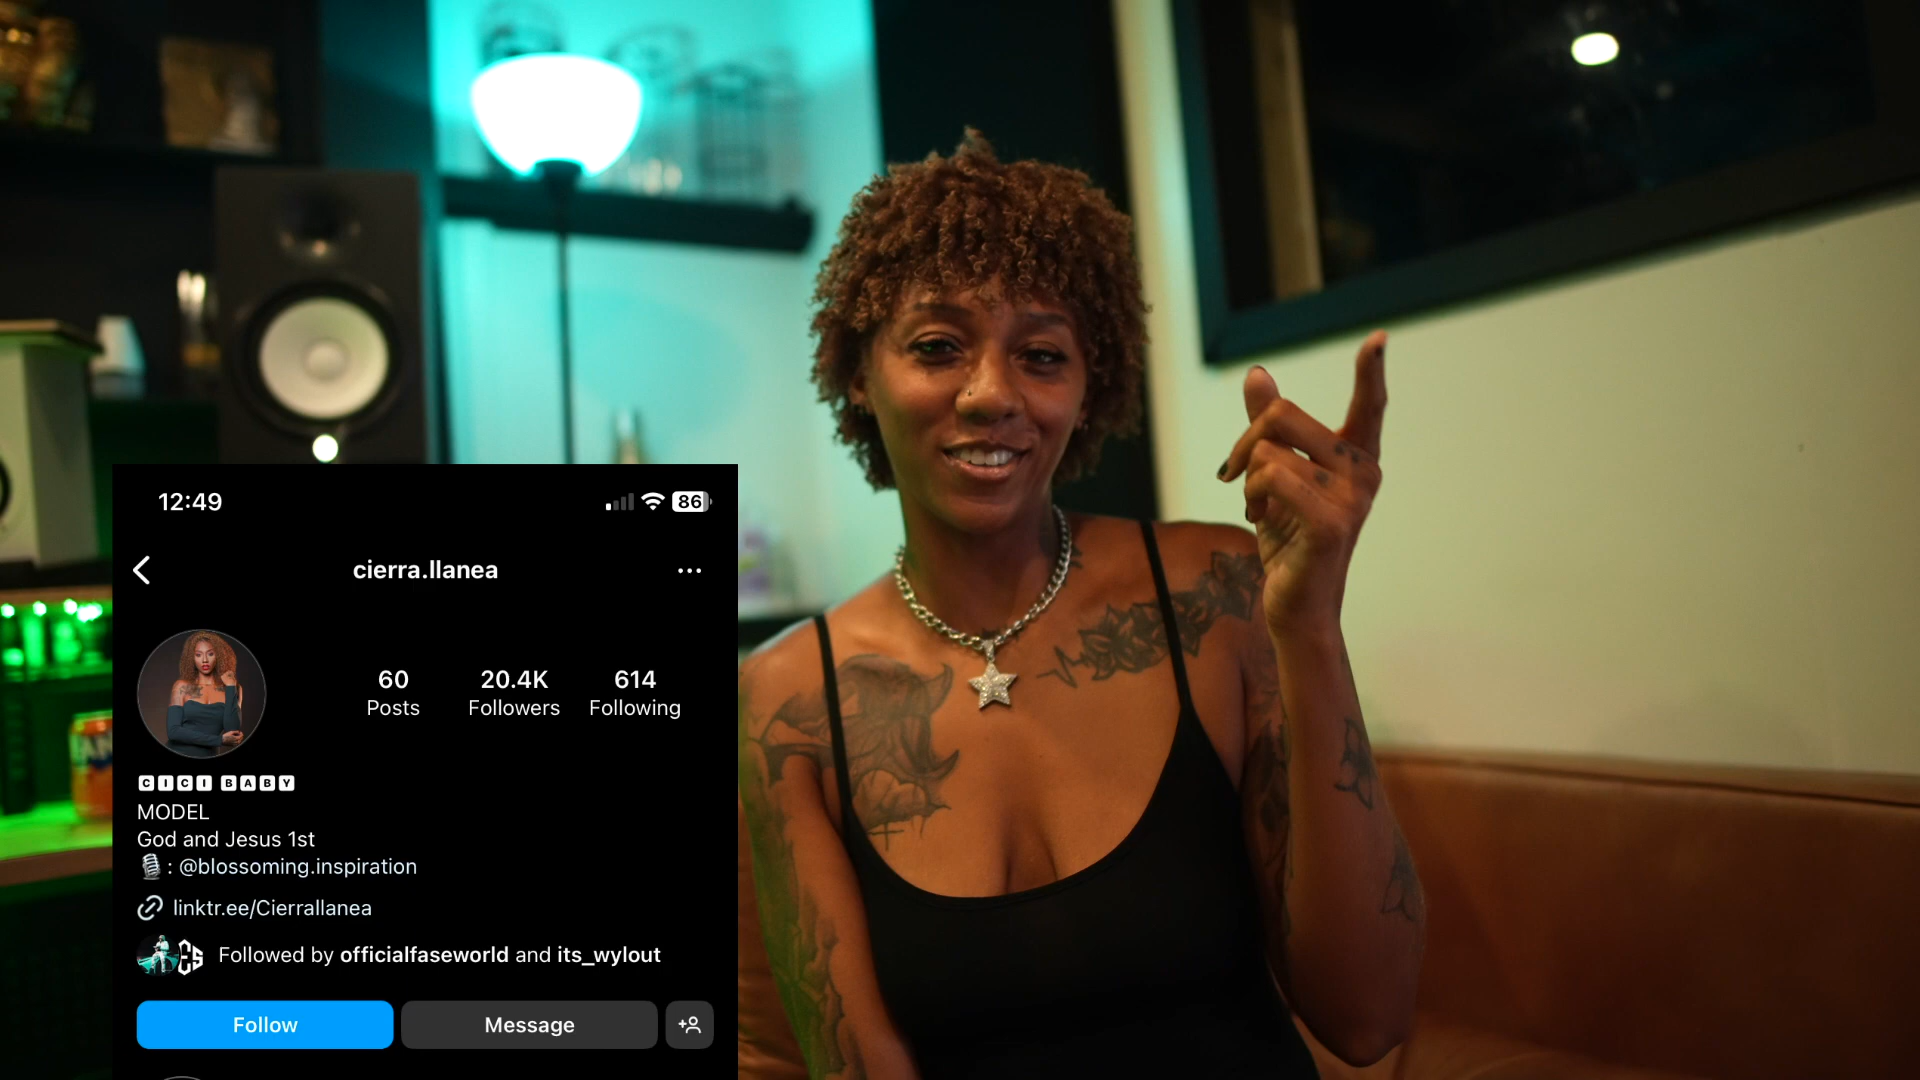 12:49
86
cierra.llanea
60 20.4K 614
Posts Followers Following
CICI BABY
MODEL
God and Jesus 1st
: @blossoming.inspiration
linktr.ee/Cierrallanea
Followed by officialfaseworld and its_wylout
Follow Message